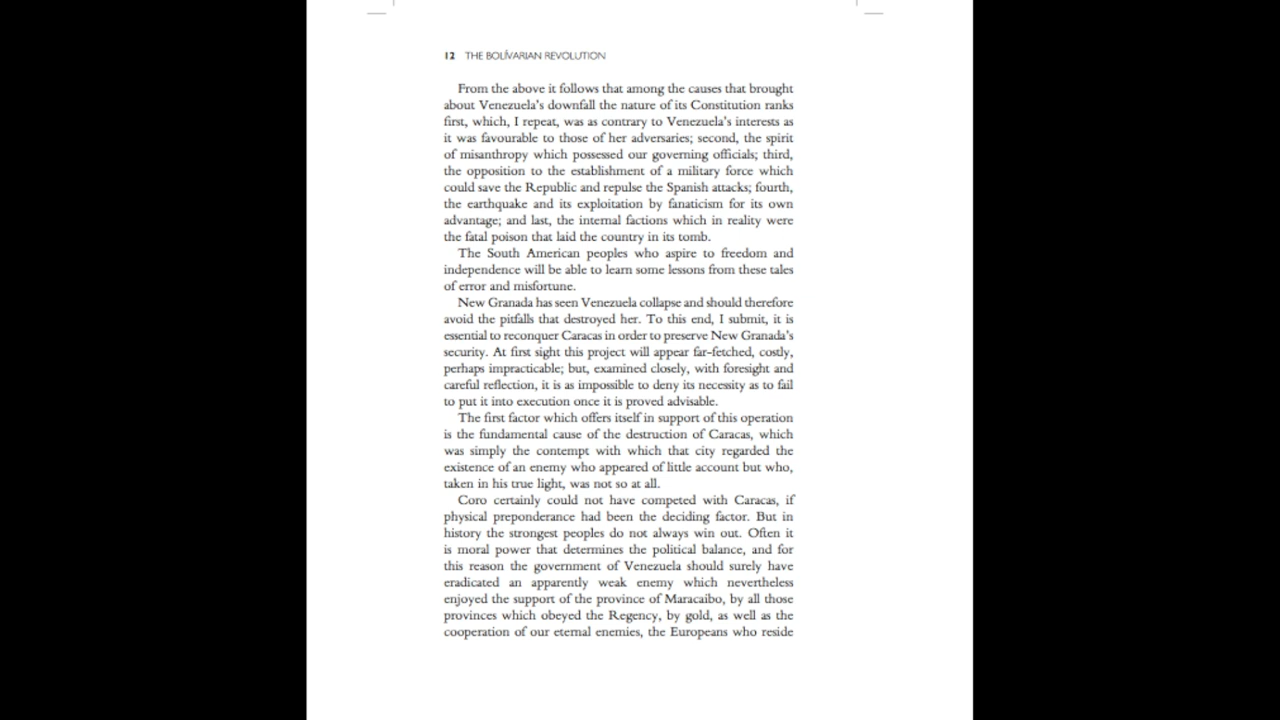 12 THE BOLÍVARIAN REVOLUTION
From the above it follows that among the causes that brought
about Venezuela's downfall the nature of its Constitution ranks
first, which, I repeat, was as contrary to Venezuela's interests as
it was favourable to those of her adversaries; second, the spirit
of misanthropy which possessed our governing officials; third,
the opposition to the establishment of a military force which
could save the Republic and repulse the Spanish attacks; fourth,
the earthquake and its exploitation by fanaticism for its own
advantage; and last, the internal factions which in reality were
the fatal poison that laid the country in its tomb.
The South American peoples who aspire to freedom and
independence will be able to learn some lessons from these tales
of error and misfortune.
New Granada has seen Venezuela collapse and should therefore
avoid the pitfalls that destroyed her. To this end, I submit, it is
essential to reconquer Caracas in order to preserve New Granada's
security. At first sight this project will appear far-fetched, costly,
perhaps impracticable; but, examined closely, with foresight and
careful reflection, it is as impossible to deny its necessity as to fail
to put it into execution once it is proved advisable.
The first factor which offers itself in support of this operation
is the fundamental cause of the destruction of Caracas, which
was simply the contempt with which that city regarded the
existence of an enemy who appeared of little account but who,
taken in his true light, was not so at all.
Coro certainly could not have competed with Caracas, if
physical preponderance had been the deciding factor. But in
history the strongest peoples do not always win out. Often it
is moral power that determines the political balance, and for
this reason the government of Venezuela should surely have
eradicated an apparently weak enemy which nevertheless
enjoyed the support of the province of Maracaibo, by all those
provinces which obeyed the Regency, by gold, as well as the
cooperation of our eternal enemies, the Europeans who reside